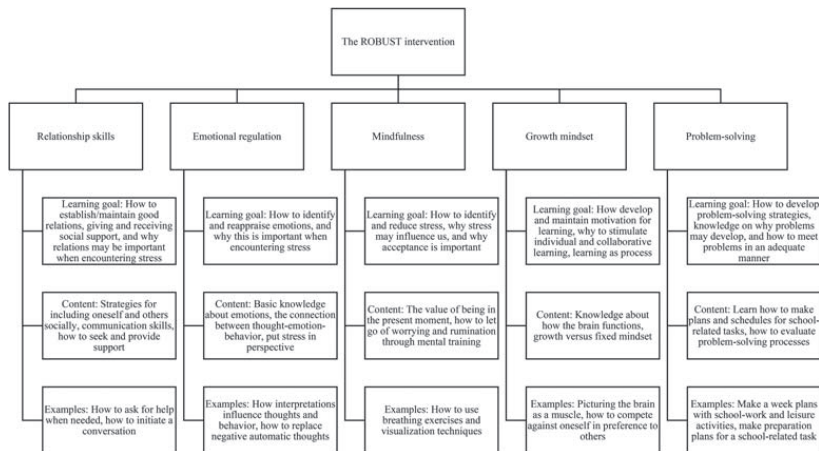 The ROBUST intervention
Relationship skills
Emotional regulation
Mindfulness
Growth mindset
Problem-solving
Learning goal: How to
establish/maintain good
relations, giving and receiving
social support, and why
relations may be important
when encountering stress
Learning goal: How to identify
and reappraise emotions, and
why this is important when
encountering stress
Learning goal: How to identify
and reduce stress, why stress
may influence us, and why
acceptance is important
Learning goal: How develop
and maintain motivation for
learning, why to stimulate
individual and collaborative
learning, learning as process
Learning goal: How to develop
problem-solving strategies,
knowledge on why problems
may develop, and how to meet
problems in an adequate
manner
Content: Strategies for
including oneself and others
socially, communication skills,
how to seek and provide
support
Content: Basic knowledge
about emotions, the connection
between thought-emotion-
behavior, put stress in
perspective
Content: The value of being in
the present moment, how to let
go of worrying and rumination
through mental training
Content: Knowledge about
how the brain functions,
growth versus fixed mindset
Content: Learn how to make
plans and schedules for school-
related tasks, how to evaluate
problem-solving processes
Examples: How to ask for help
when needed, how to initiate a
conversation
Examples: How interpretations
influence thoughts and
behavior, how to replace
negative automatic thoughts
Examples: How to use
breathing exercises and
visualization techniques
Examples: Picturing the brain
as a muscle, how to compete
against oneself in preference to
others
Examples: Make a week plans
with school-work and leisure
activities, make preparation
plans for a school-related task